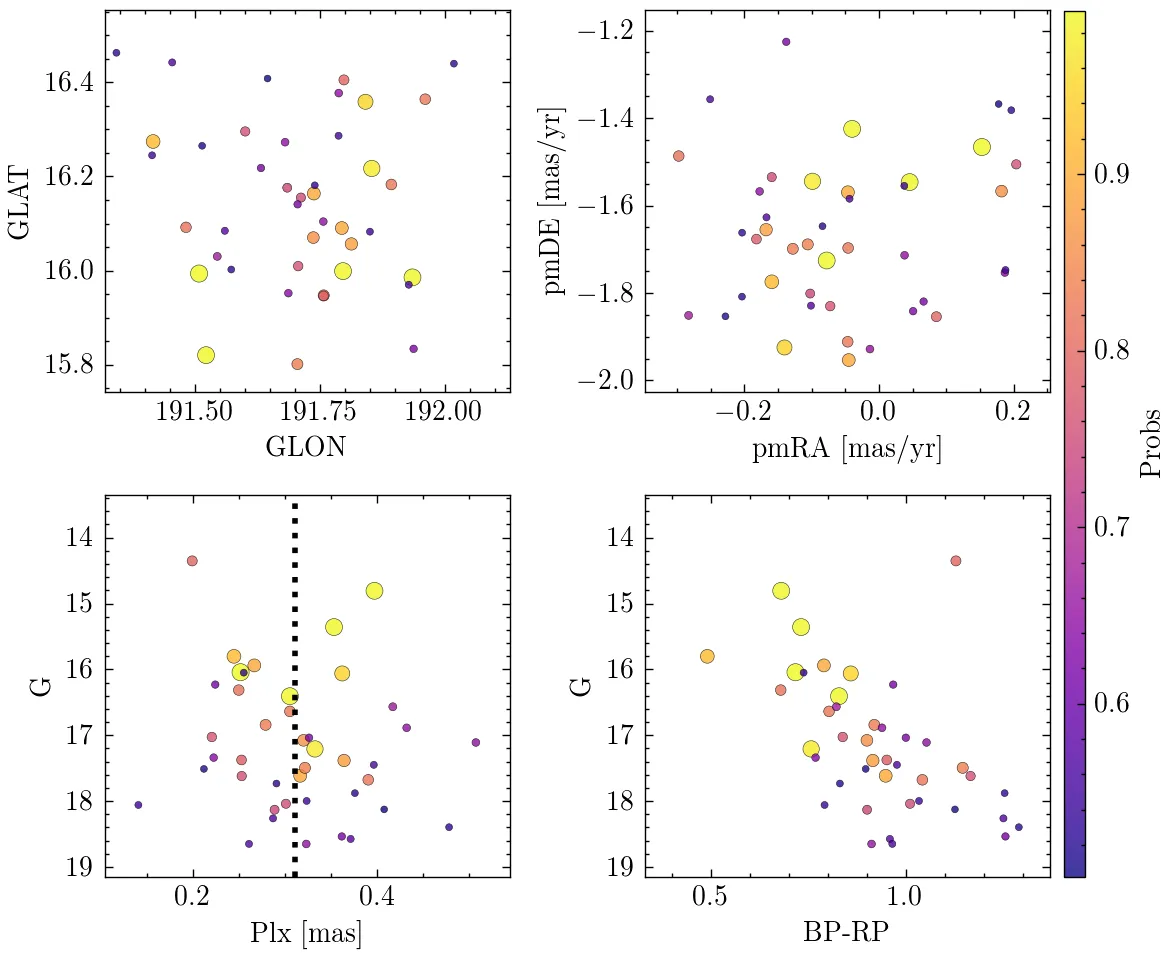 16.4
16.2
16.0
15.8
GLAT
191.50 191.75 192.00
GLON
−1.2
−1.4
−1.6
−1.8
−2.0
pmDE [mas/yr]
−0.2 0.0 0.2
pmRA [mas/yr]
0.9
0.8
0.7
0.6
Probs
14
15
16
17
18
19
G
0.2 0.4
Plx [mas]
14
15
16
17
18
19
G
0.5 1.0
BP-RP